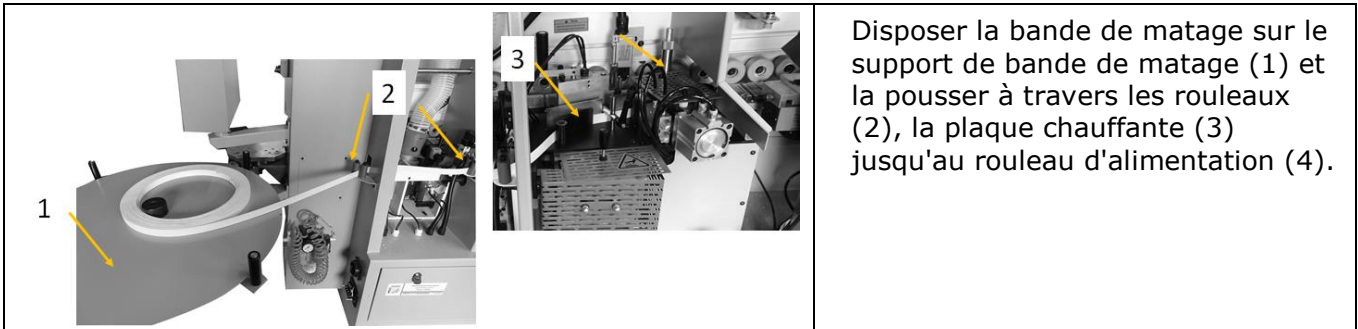 1
2
3
Disposer la bande de matage sur le
support de bande de matage (1) et
la pousser à travers les rouleaux
(2), la plaque chauffante (3)
jusqu'au rouleau d'alimentation (4).